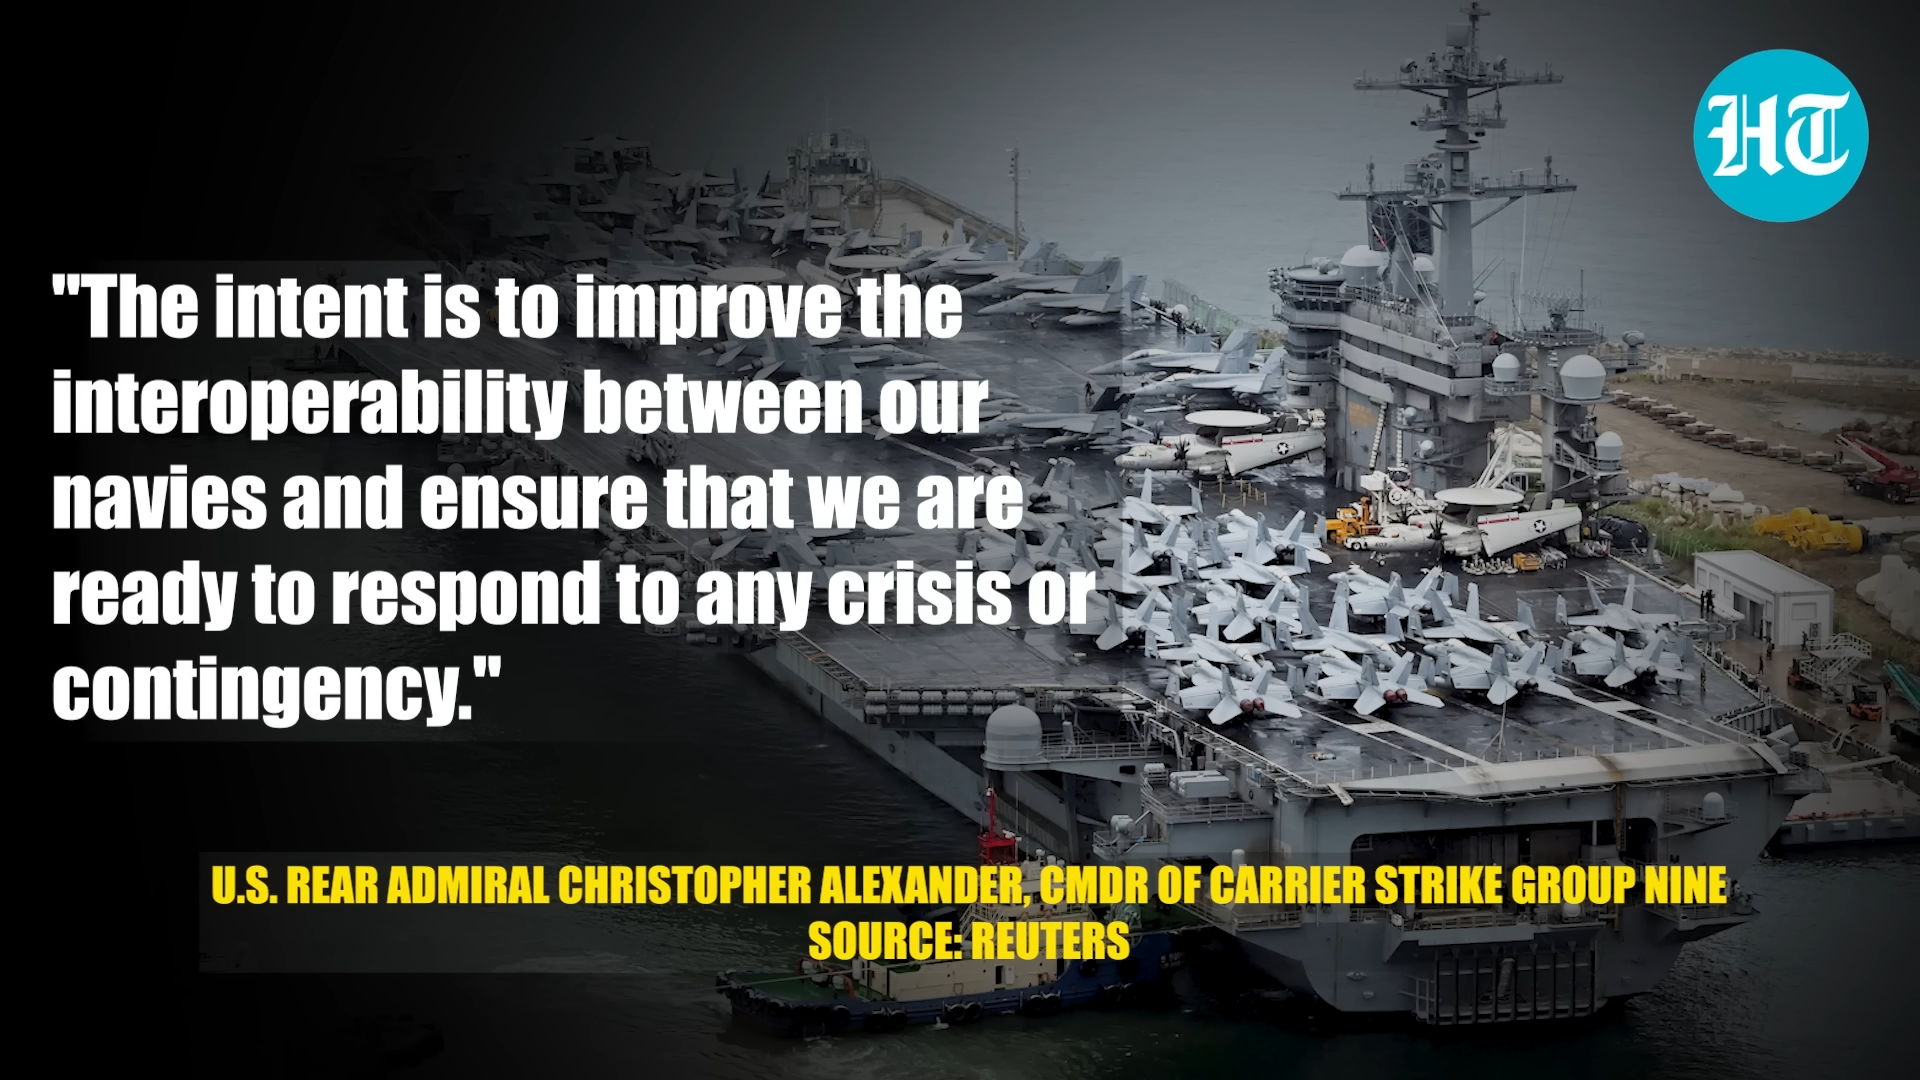 HT
"The intent is to improve the
interoperability between our
navies and ensure that we are
ready to respond to any crisis or
contingency."
U.S. REAR ADMIRAL CHRISTOPHER ALEXANDER, CMDR OF CARRIER STRIKE GROUP NINE
SOURCE: REUTERS